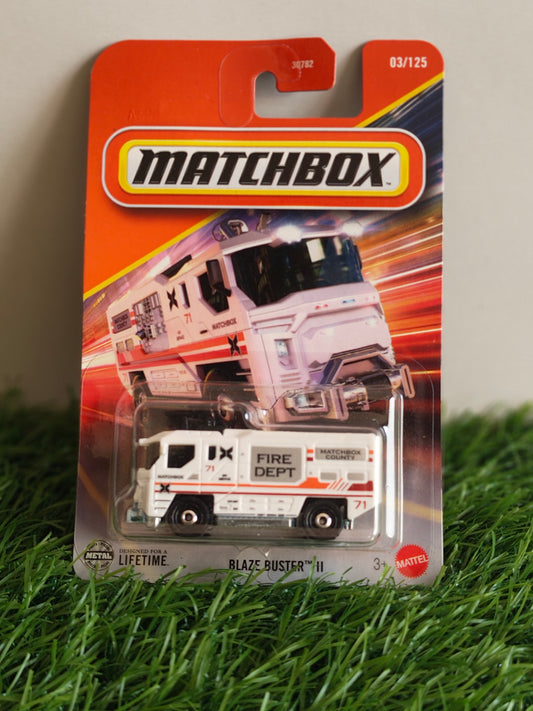 30782
03/125
MATCHBOX™
MATCHBOX
COUNTY
71
MATCHBOX
71
MATCHBOX
FIRE
DEPT
MATCHBOX
COUNTY
71
METAL
DESIGNED FOR A
LIFETIME.
BLAZE BUSTER™ II
3+
MATTEL